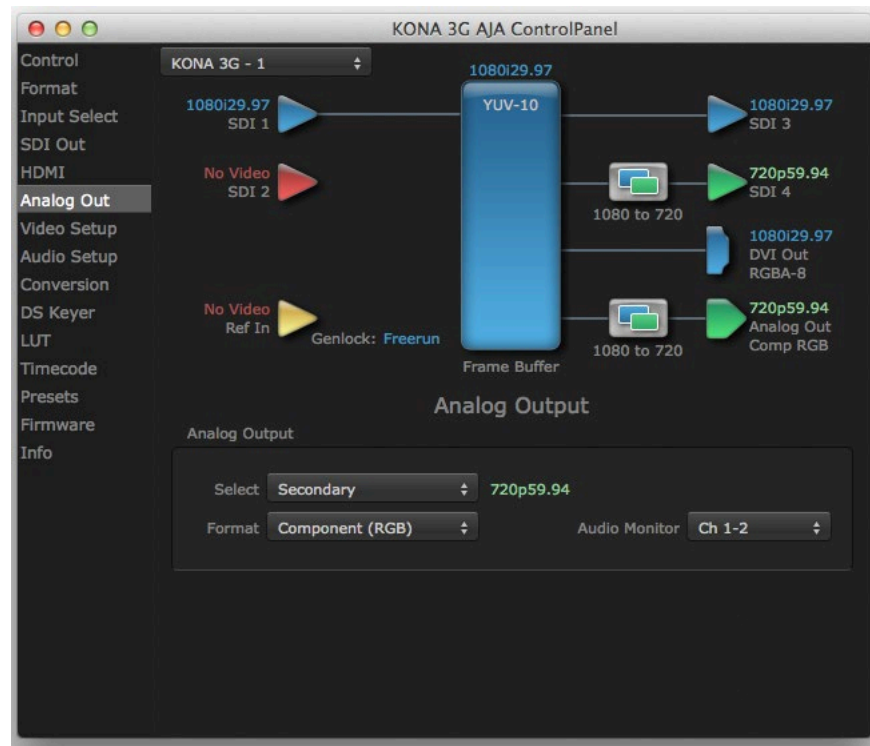 KONA 3G AJA ControlPanel
Control
Format
Input Select
SDI Out
HDMI
Analog Out
Video Setup
Audio Setup
Conversion
DS Keyer
LUT
Timecode
Presets
Firmware
Info
KONA 3G - 1
1080i29.97
YUV-10
1080i29.97
SDI 1
No Video
SDI 2
No Video
Ref In
Genlock: Freerun
Frame Buffer
1080i29.97
SDI 3
1080 to 720
720p59.94
SDI 4
1080i29.97
DVI Out
RGBA-8
1080 to 720
720p59.94
Analog Out
Comp RGB
Analog Output
Analog Output
Select Secondary 720p59.94
Format Component (RGB) Audio Monitor Ch 1-2